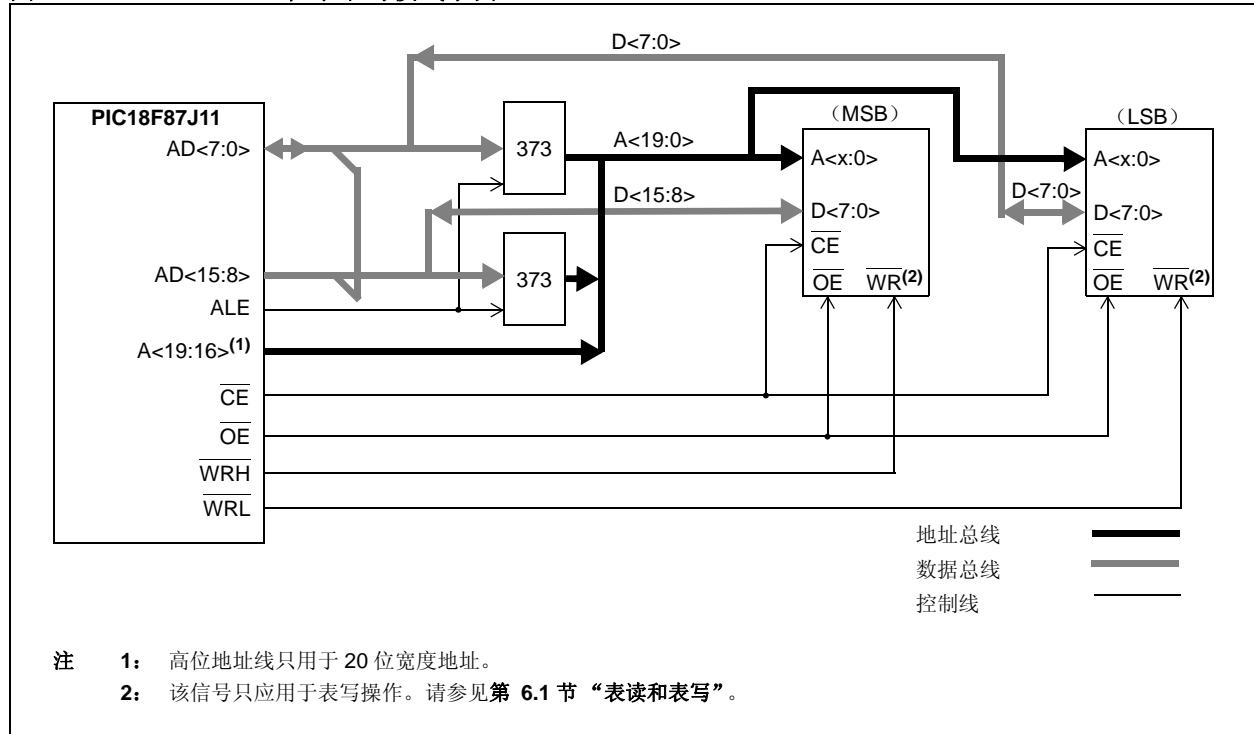 D<7:0>
PIC18F87J11
AD<7:0>
373
A<19:0>
(MSB)
A<x:0>
(LSB)
A<x:0>
D<15:8>
D<7:0>
D<7:0>
D<7:0>
CE
CE
AD<15:8>
373
OE WR(2)
OE WR(2)
ALE
A<19:16>(1)
CE
OE
WRH
WRL
地址总线
数据总线
控制线
注 1： 高位地址线只用于 20 位宽度地址。
2： 该信号只应用于表写操作。请参见第 6.1 节“表读和表写”。